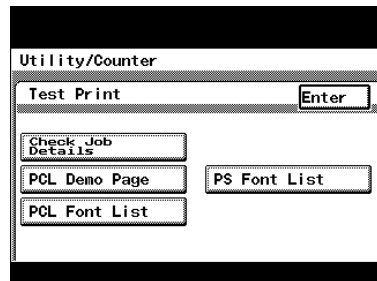 Utility/Counter
Test Print
Enter
Check Job
Details
PCL Demo Page
PS Font List
PCL Font List